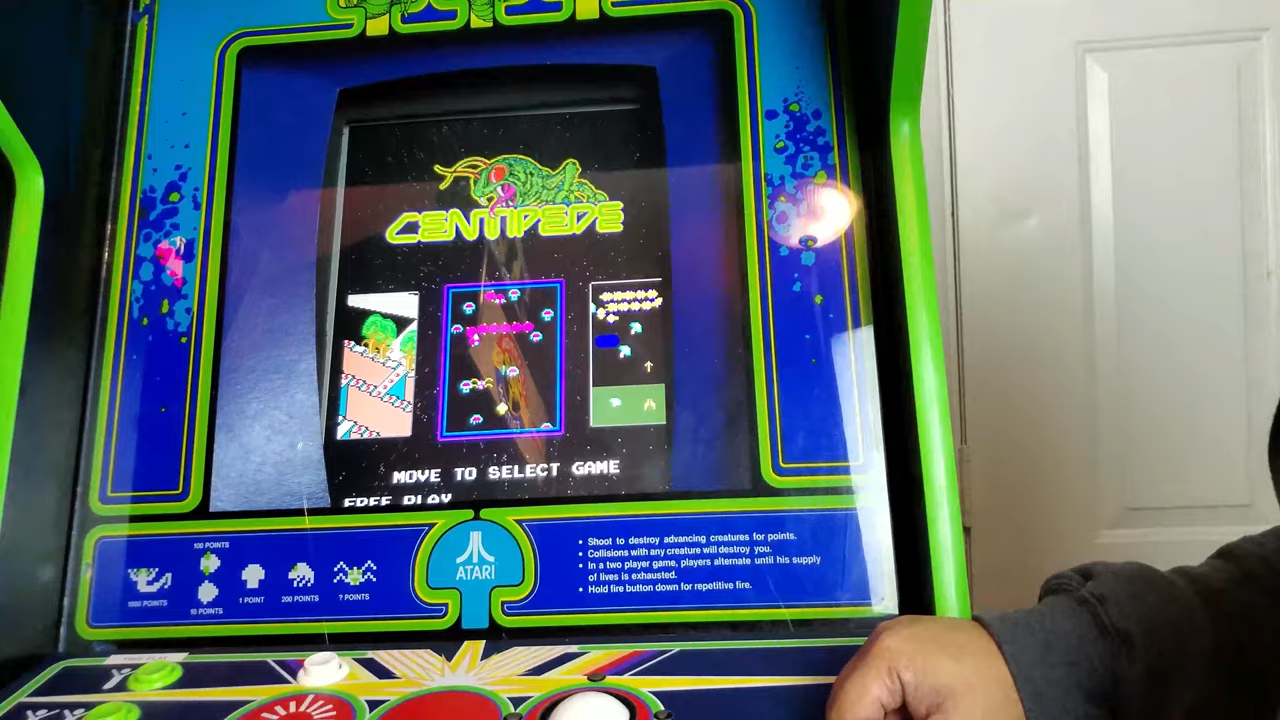 CENTIPEDE
MOVE TO SELECT GAME
FREE PLAY
100 POINTS
1000 POINTS
10 POINTS
1 POINT
200 POINTS
? POINTS
ATARI
• Shoot to destroy advancing creatures for points.
• Collisions with any creature will destroy you.
• In a two player game, players alternate until his supply
of lives is exhausted.
• Hold fire button down for repetitive fire.